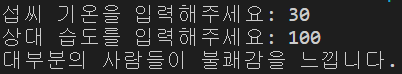 섭씨 기온을 입력해주세요: 30
상대 습도를 입력해주세요: 100
대부분의 사람들이 불쾌감을 느낍니다.